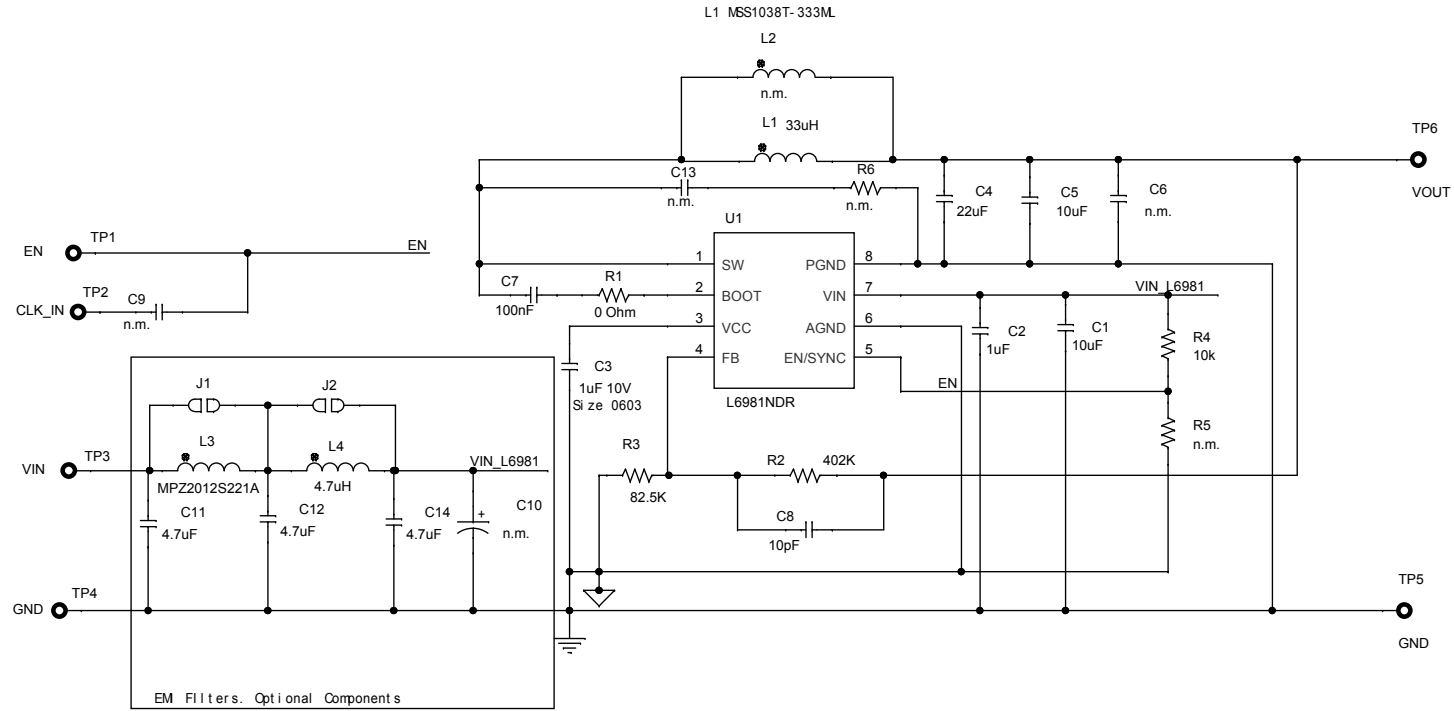 L1 MSS1038T-333ML
L2
n.m.
L1 33uH
TP6
VOUT
C13
n.m.
R6
n.m.
C4
22uF
C5
10uF
C6
n.m.
U1
EN
TP1
EN
CLK_IN
TP2
C9
n.m.
1
SW
PGND
8
C7
100nF
R1
0 Ohm
2
BOOT
VIN
7
VIN_L6981
3
VCC
AGND
6
4
FB
EN/SYNC
5
L6981NDR
C2
1uF
C1
10uF
R4
10k
EN
R5
n.m.
C3
1uF 10V
Size 0603
J1
J2
VIN
TP3
L3
MPZ2012S221A
L4
4.7uH
VIN_L6981
C11
4.7uF
C12
4.7uF
C14
4.7uF
+
C10
n.m.
R3
82.5K
R2
402K
C8
10pF
GND
TP4
TP5
GND
EMI FIlters. Optional Components